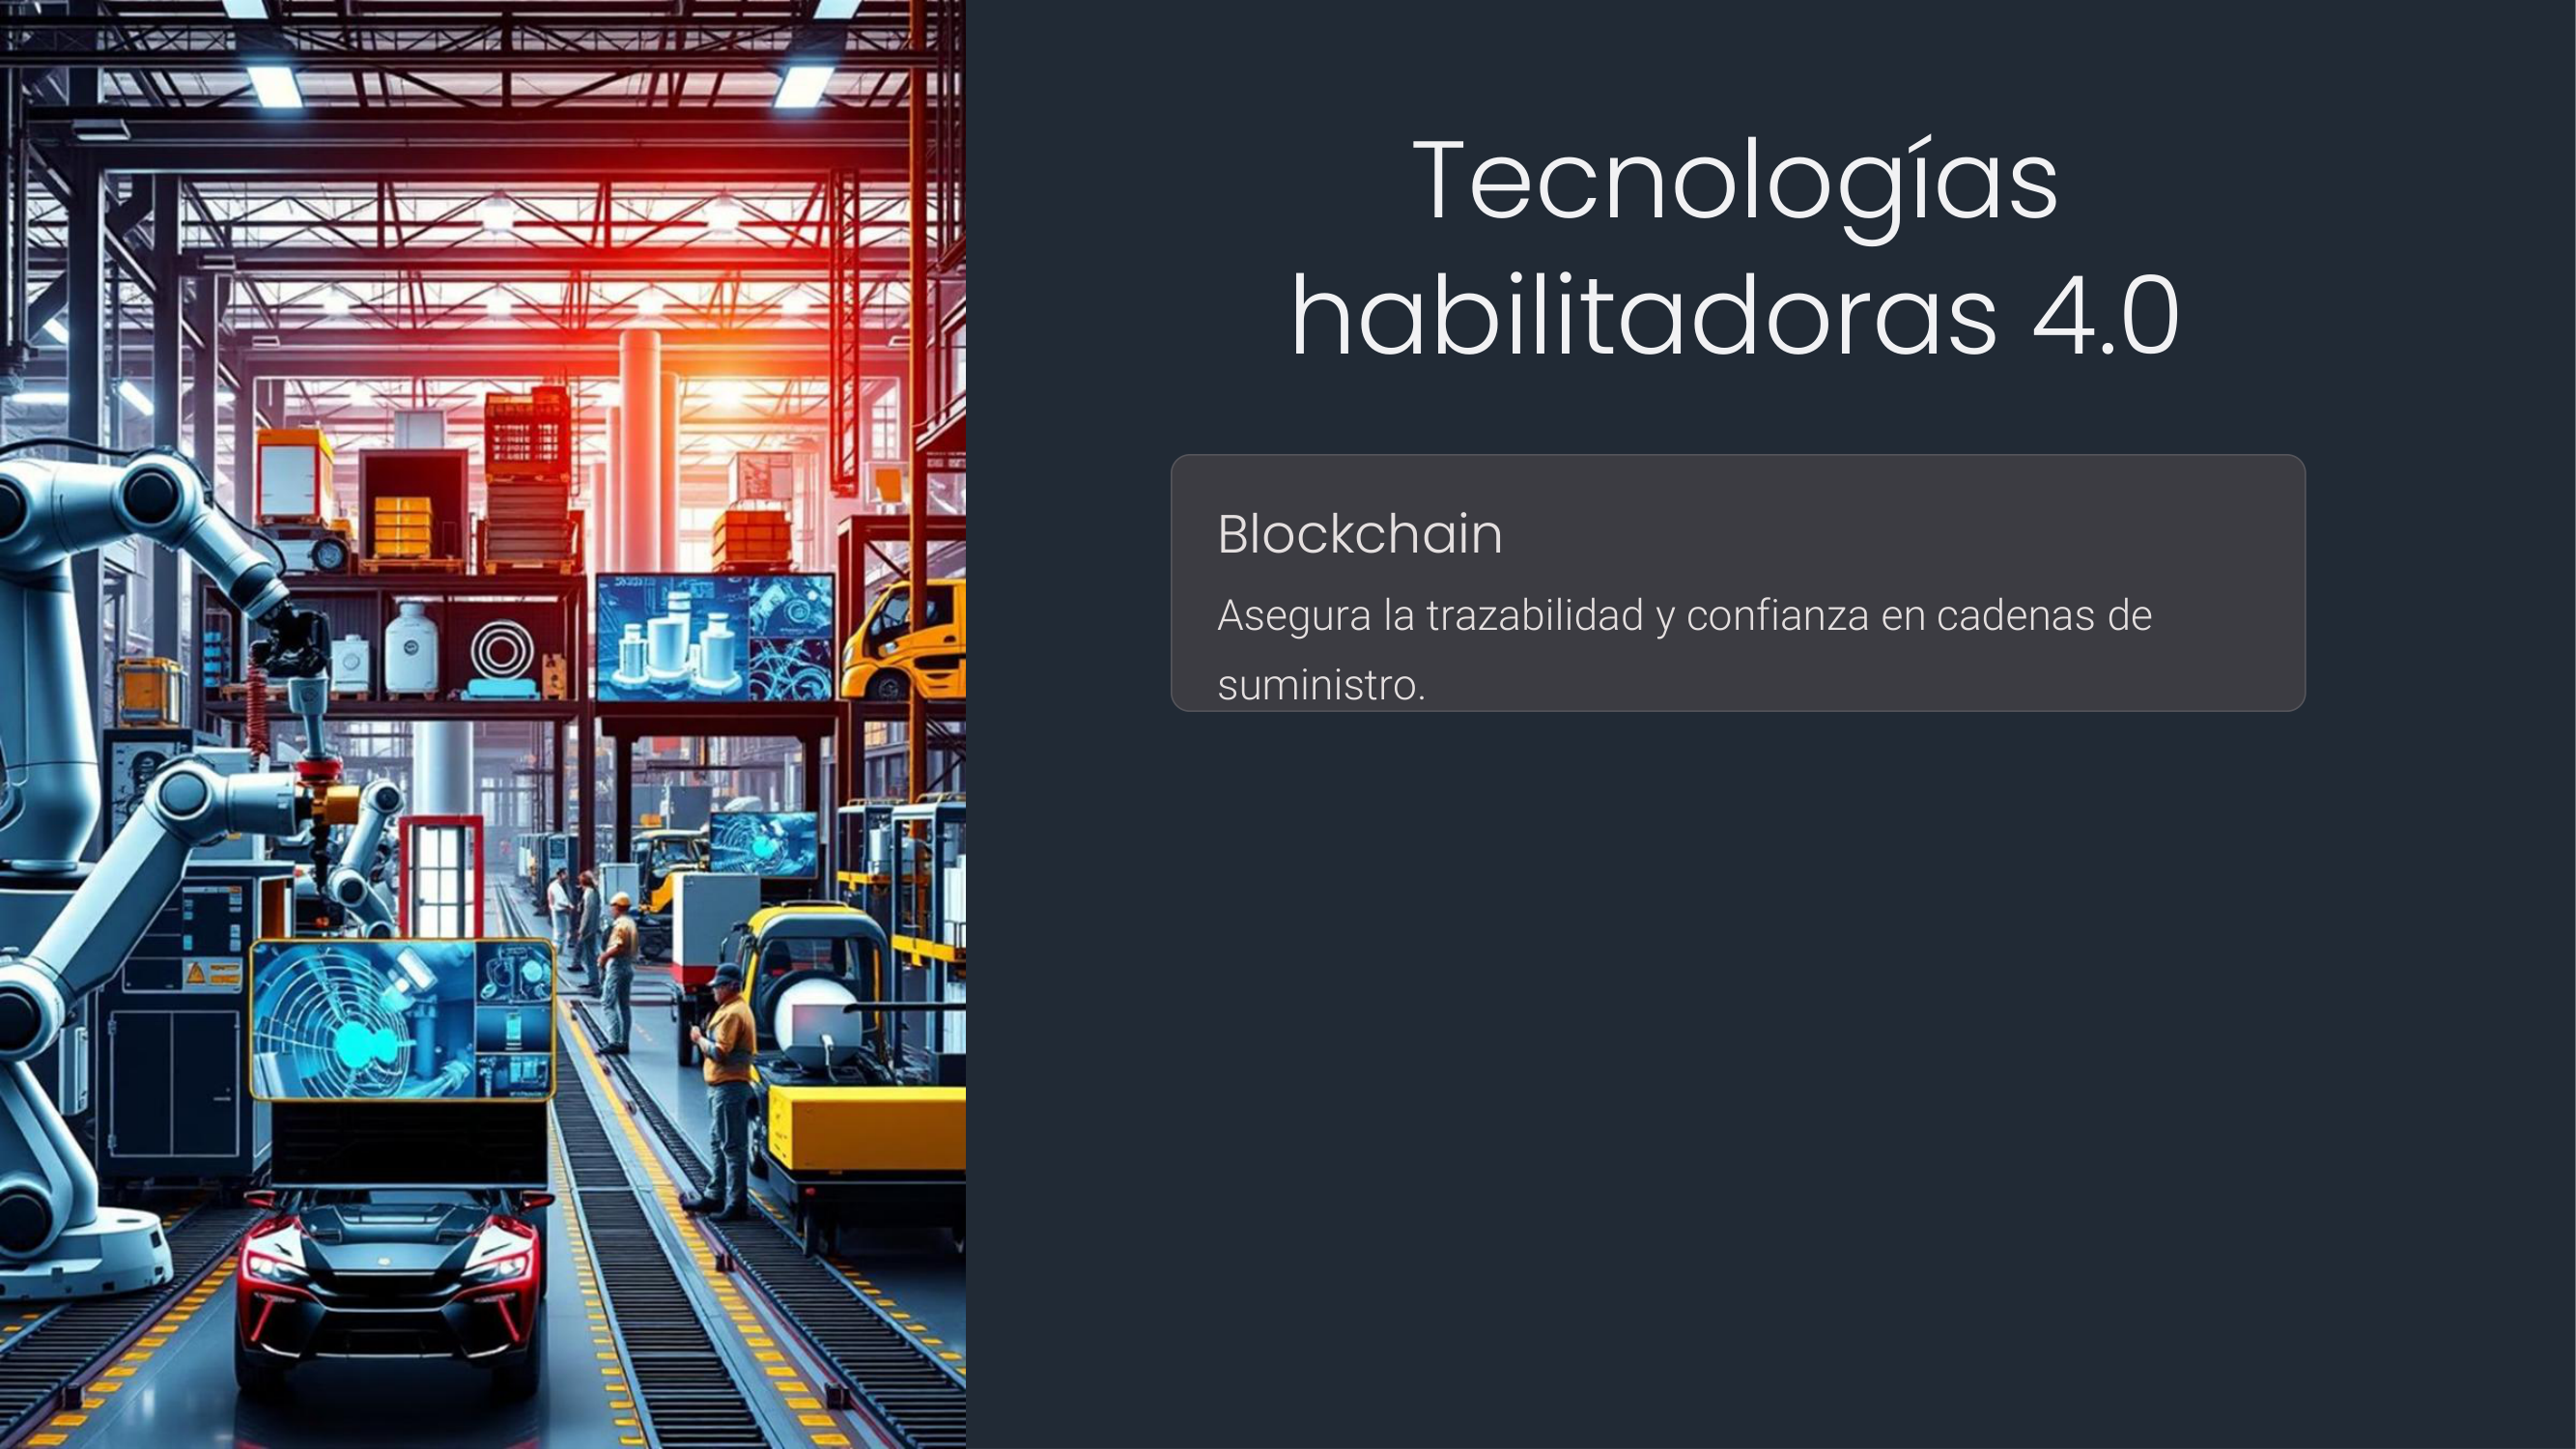 Tecnologías
habilitadoras 4.0
Blockchain
Asegura la trazabilidad y confianza en cadenas de
suministro.